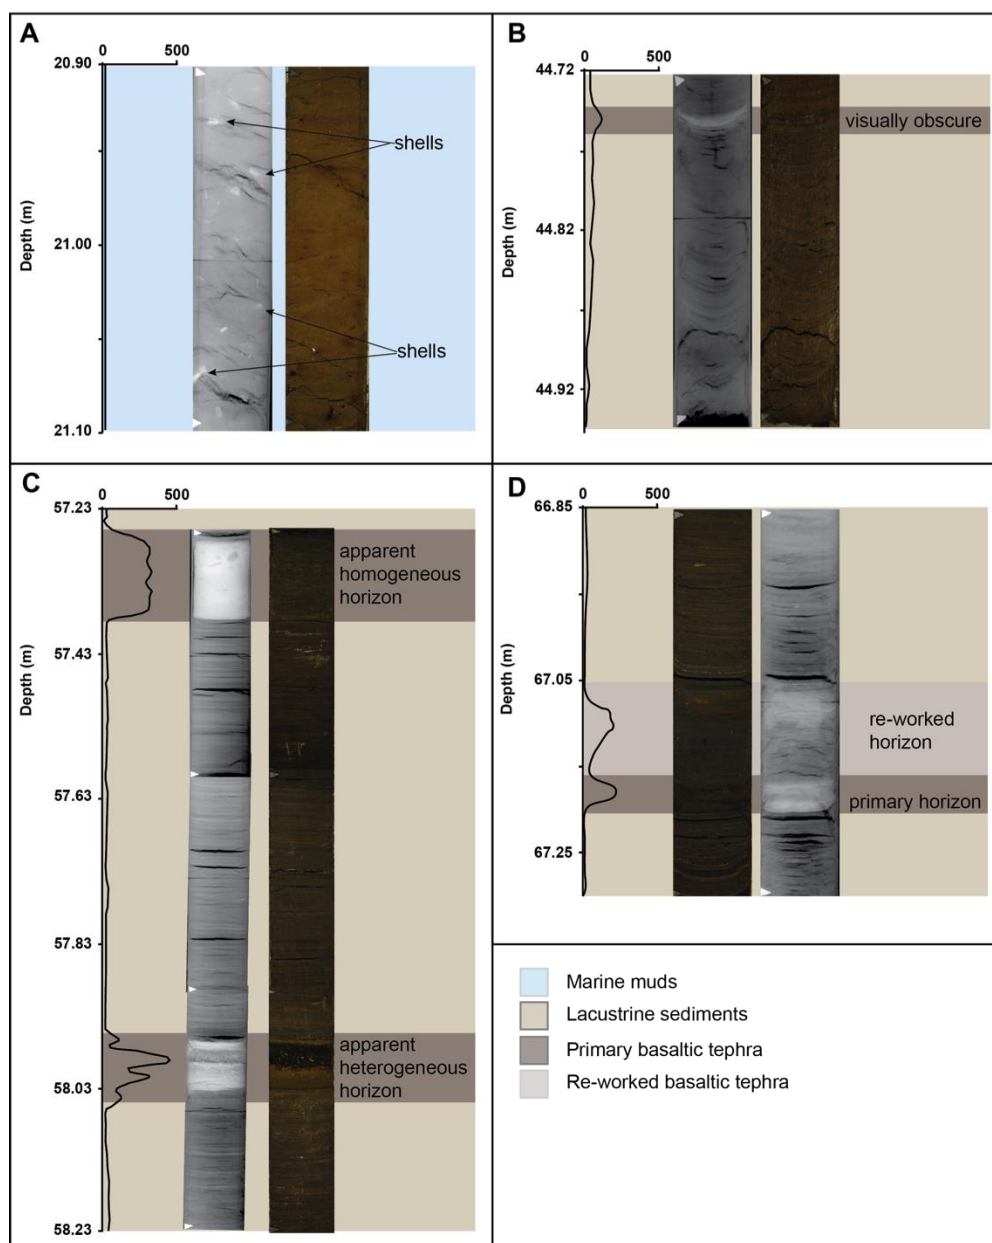 A
0
500
20.90
21.00
21.10
Depth (m)
shells
shells
B
0
500
44.72
44.82
44.92
Depth (m)
visually obscure
C
0
500
57.23
57.43
57.63
57.83
58.03
58.23
Depth (m)
apparent
homogeneous
horizon
apparent
heterogeneous
horizon
D
0
500
66.85
67.05
67.25
Depth (m)
re-worked
horizon
primary horizon
Marine muds
Lacustrine sediments
Primary basaltic tephra
Re-worked basaltic tephra